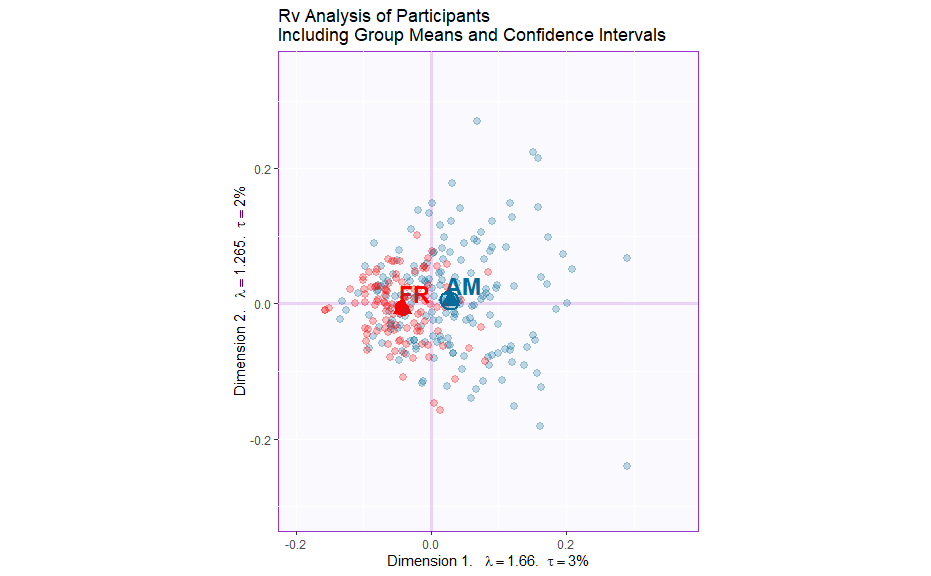 Rv Analysis of Participants
Including Group Means and Confidence Intervals
Dimension 2.  λ = 1.265.  τ = 2%
0.2
0.0
-0.2
FR
AM
-0.2
0.0
0.2
Dimension 1.  λ = 1.66.  τ = 3%